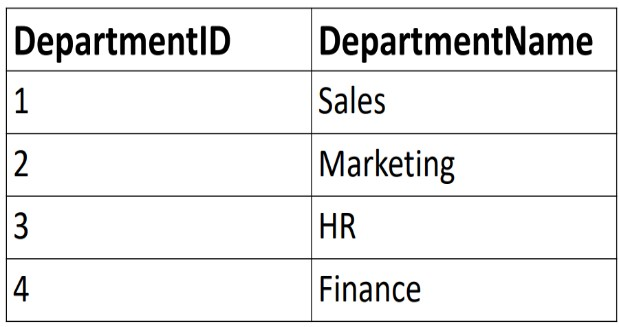 DepartmentID DepartmentName
1 Sales
2 Marketing
3 HR
4 Finance